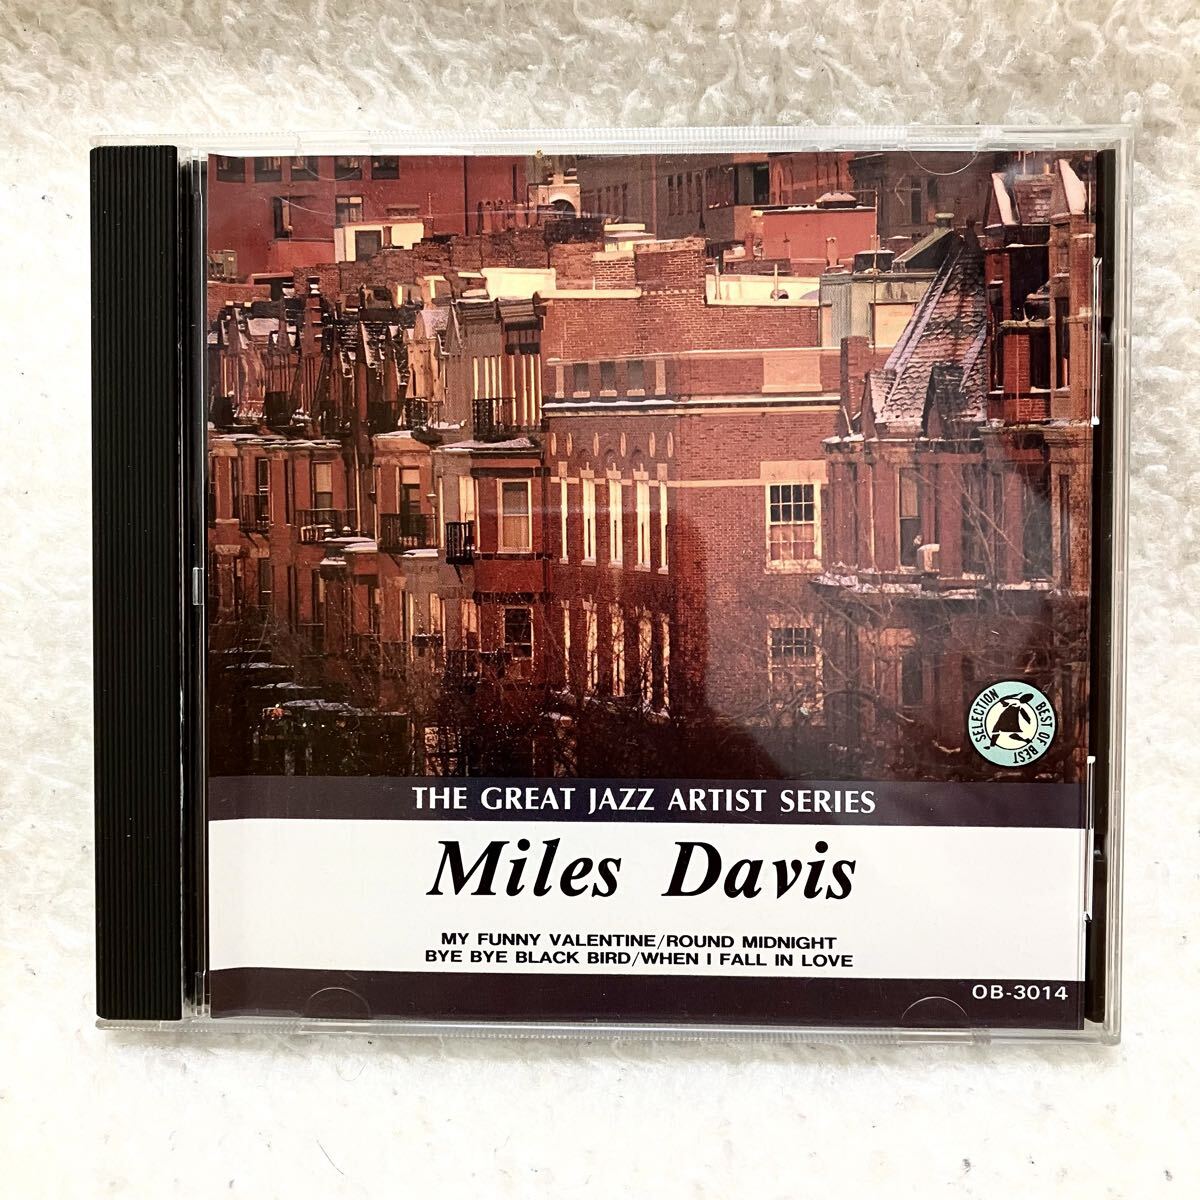 SELECTION BEST OF BEST
THE GREAT JAZZ ARTIST SERIES
Miles Davis
MY FUNNY VALENTINE/ROUND MIDNIGHT
BYE BYE BLACK BIRD/WHEN I FALL IN LOVE
OB-3014